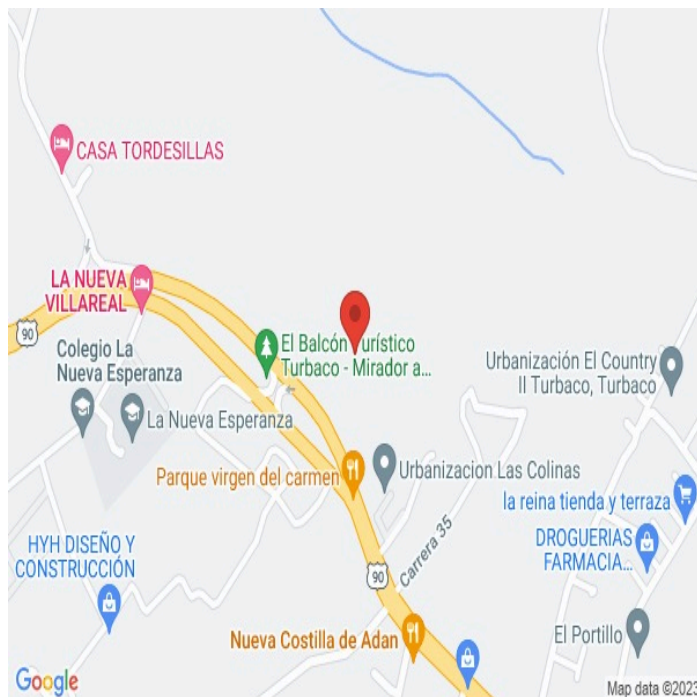 CASA TORDESILLAS
LA NUEVA
VILLAREAL
90
Colegio La
Nueva Esperanza
El Balcón Turístico
Turbaco - Mirador a...
Urbanización El Country
II Turbaco, Turbaco
La Nueva Esperanza
Parque virgen del carmen
Urbanizacion Las Colinas
la reina tienda y terraza
HYH DISEÑO Y
CONSTRUCCIÓN
90
Carrera 35
DROGUERIAS
FARMACIA...
Nueva Costilla de Adan
El Portillo
Google
Map data ©2023